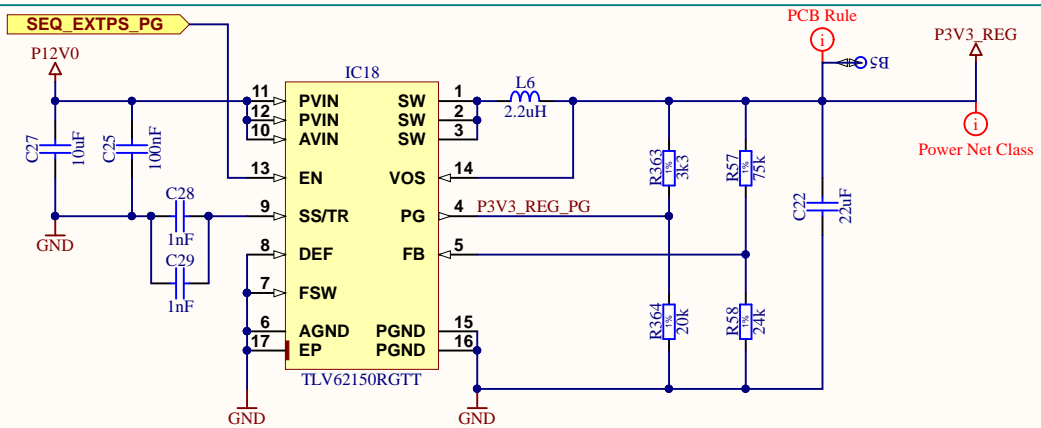 SEQ_EXTPS_PG
PCB Rule
i
P12V0
P3V3_REG
B5
IC18
L6
2.2uH
11 PVIN SW 1
12 PVIN SW 2
10 AVIN SW 3
i
Power Net Class
C27
10uF
C25
100nF
13 EN VOS 14
R363
1%
3k3
R57
1%
75k
C28
1nF
9 SS/TR PG 4 P3V3_REG_PG
C22
22uF
GND
8 DEF FB 5
C29
1nF
7 FSW
R364
1%
20k
R58
1%
24k
6 AGND PGND 15
17 EP PGND 16
TLV62150RGTT
GND
GND